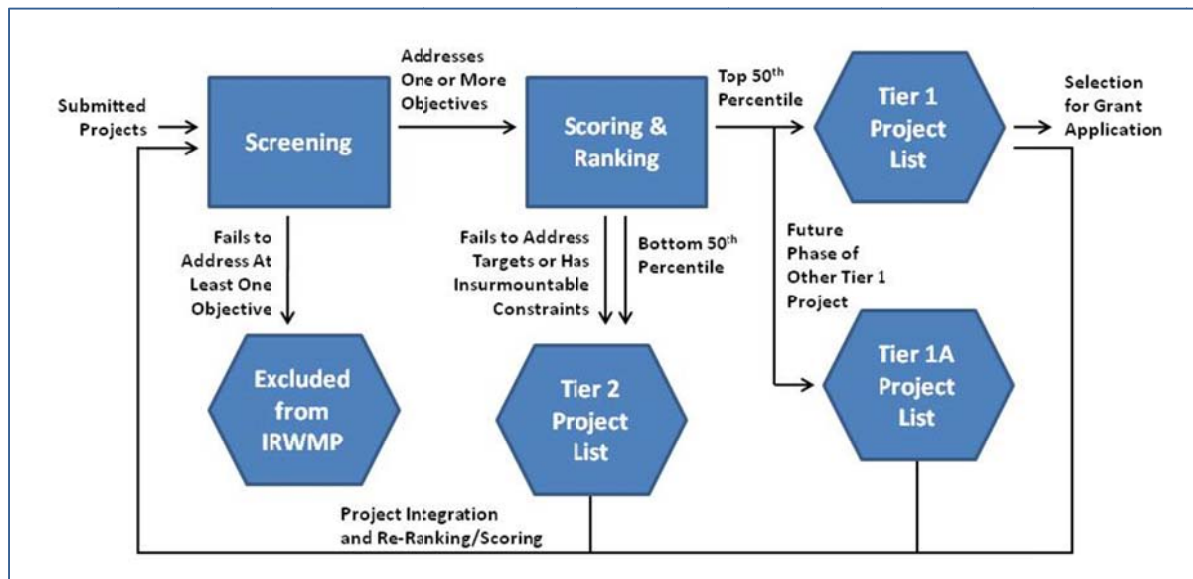 Submitted
Projects
Screening
Addresses
One or More
Objectives
Scoring &
Ranking
Top 50th
Percentile
Tier 1
Project
List
Selection
for Grant
Application
Fails to
Address At
Least One
Objective
Fails to Address
Targets or Has
Insurmountable
Constraints
Bottom 50th
Percentile
Future
Phase of
Other Tier 1
Project
Excluded
from
IRWMP
Tier 2
Project
List
Tier 1A
Project
List
Project Integration
and Re-Ranking/Scoring